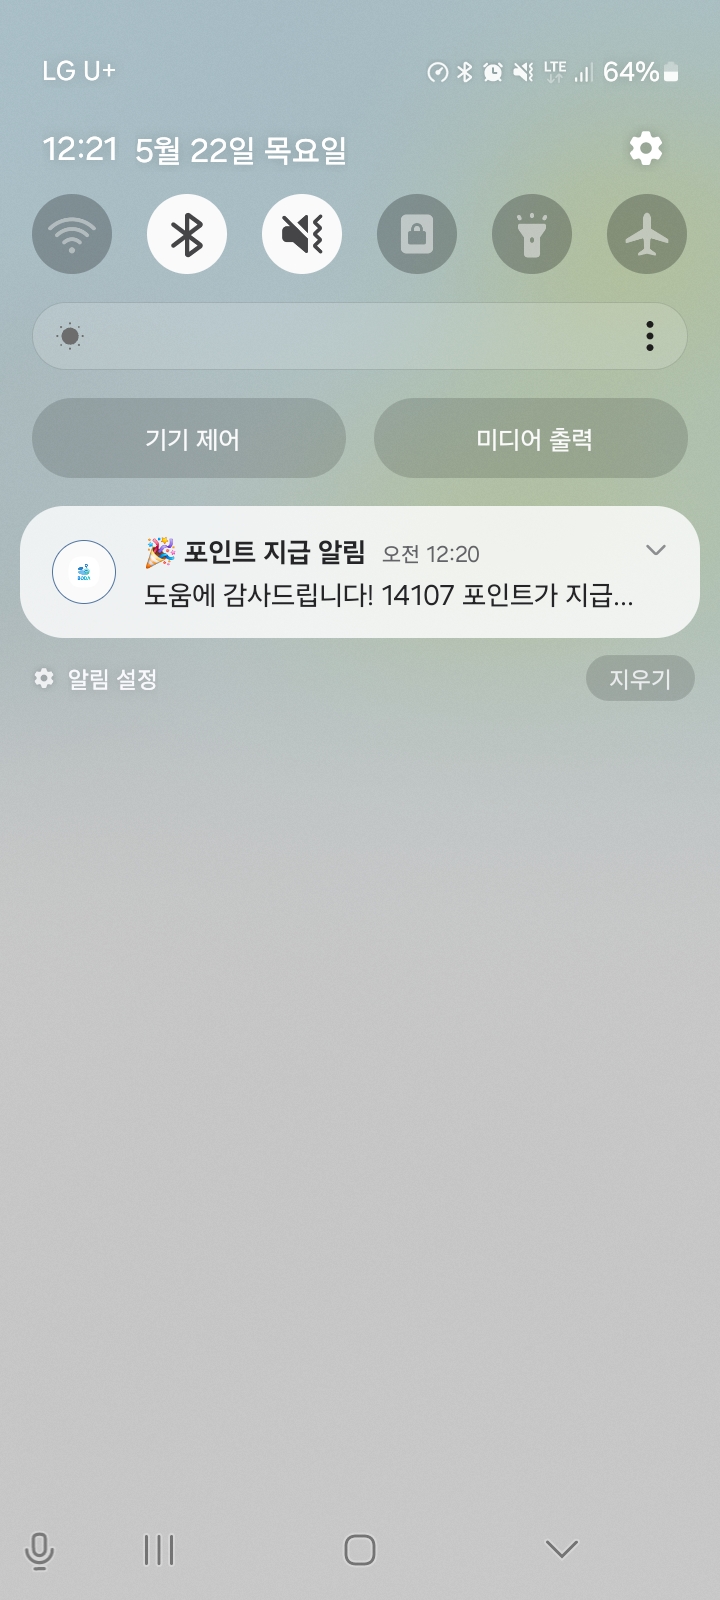 LG U+ LTE 64%
12:21 5월 22일 목요일
기기 제어 미디어 출력
🎉 포인트 지급 알림 오전 12:20
도움에 감사드립니다! 14107 포인트가 지급...
BODA
알림 설정 지우기